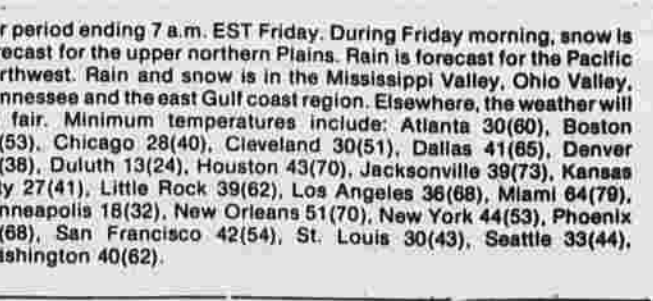 r period ending 7 a.m. EST Friday. During Friday morning, snow is
ecast for the upper northern Plains. Rain is forecast for the Pacific
rthwest. Rain and snow is in the Mississippi Valley, Ohio Valley,
nnessee and the east Gulf coast region. Elsewhere, the weather will
fair. Minimum temperatures include: Atlanta 30(60), Boston
(53), Chicago 28(40), Cleveland 30(51), Dallas 41(65), Denver
(38), Duluth 13(24), Houston 43(70), Jacksonville 39(73), Kansas
ly 27(41), Little Rock 39(62), Los Angeles 36(68), Miami 64(79),
nneapolis 18(32), New Orleans 51(70), New York 44(53), Phoenix
(68), San Francisco 42(54), St. Louis 30(43), Seattle 33(44),
shington 40(62).